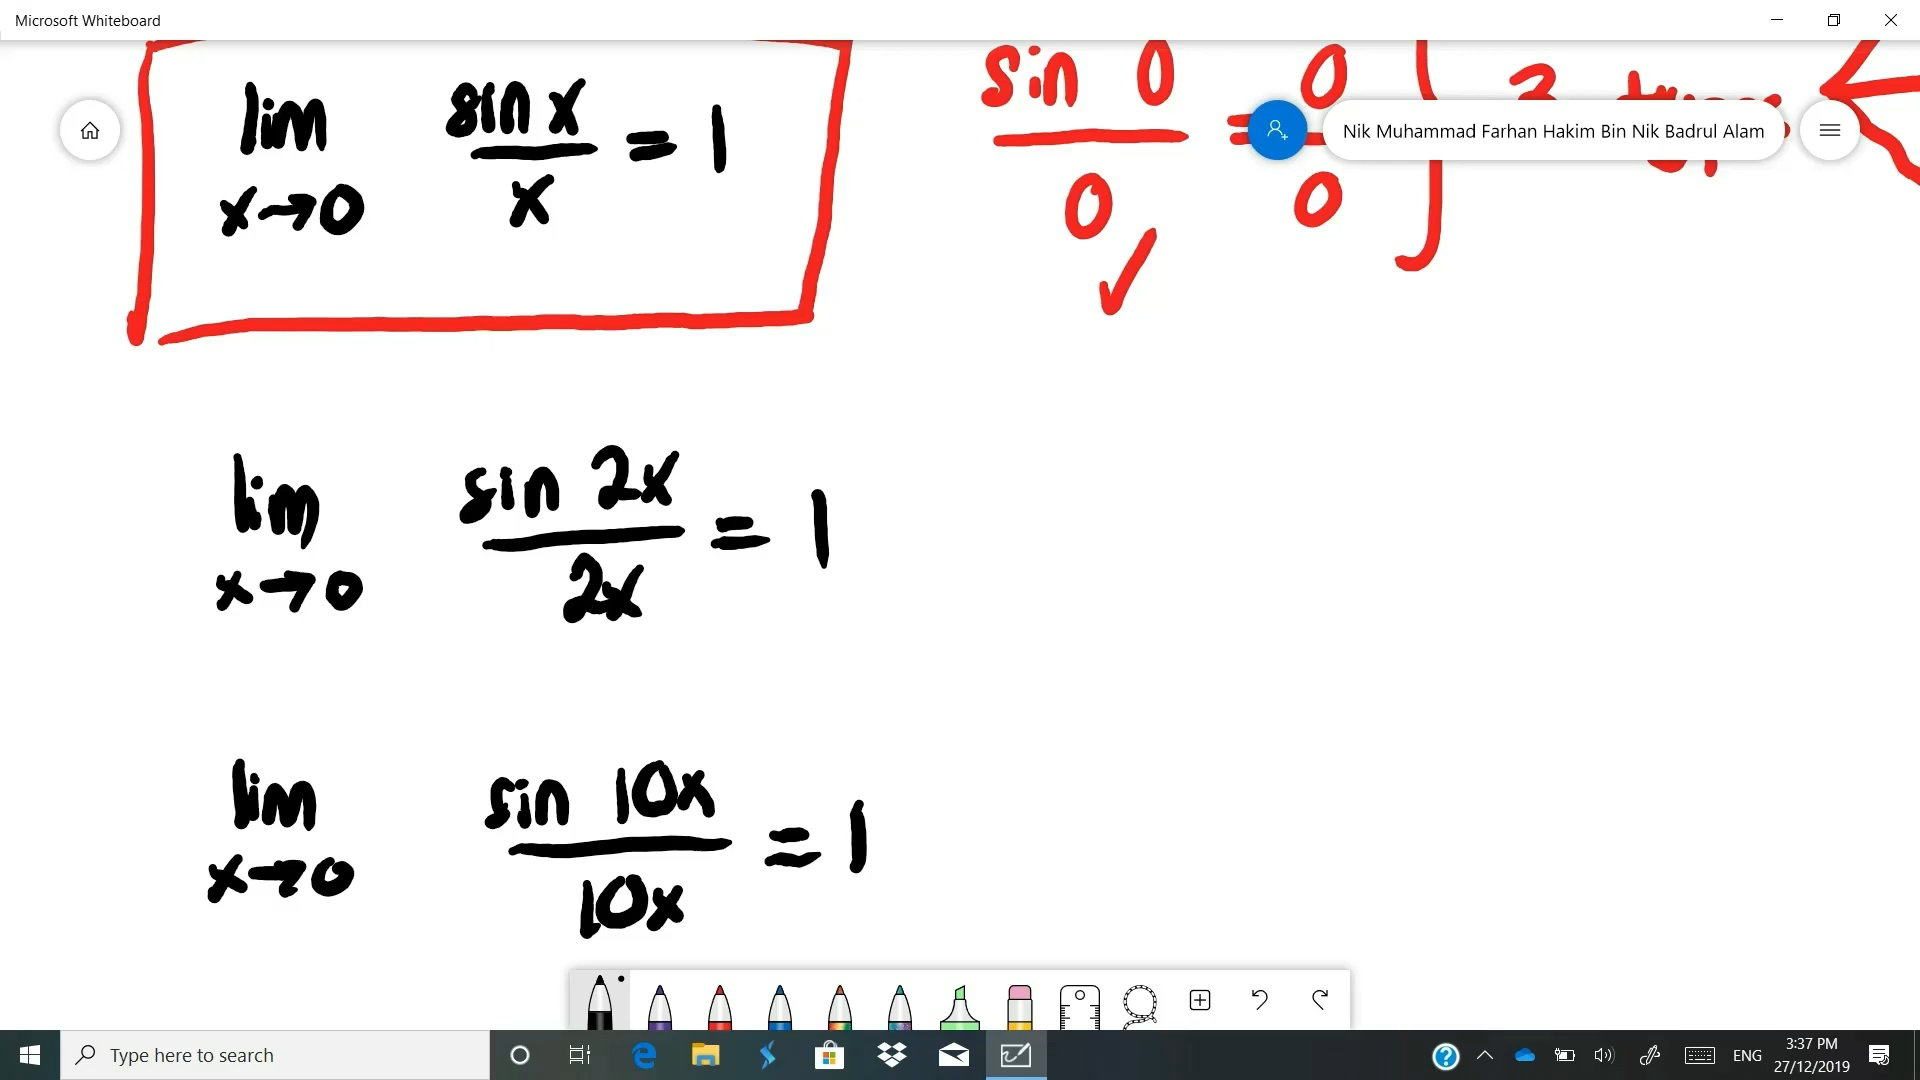 Microsoft Whiteboard
lim sin x = 1
x→0 x
sin 0 = 0
0 0
Nik Muhammad Farhan Hakim Bin Nik Badrul Alam
lim sin 2x = 1
x→0 2x
lim sin 10x = 1
x→0 10x
Type here to search
ENG
3:37 PM
27/12/2019